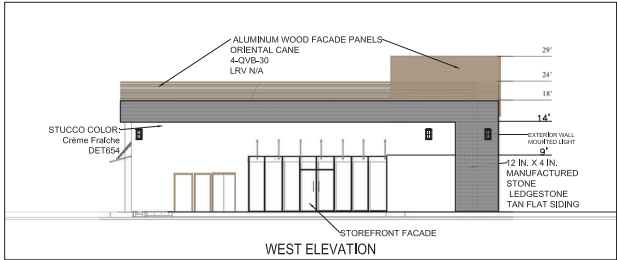 ALUMINUM WOOD FACADE PANELS
ORIENTAL CANE
4-QVB-30
LRV N/A
29'
24'
18'
14'
STUCCO COLOR:
Crème Fraîche
DET654
EXTERIOR WALL
MOUNTED LIGHT
9'
12 IN. X 4 IN.
MANUFACTURED
STONE
LEDGESTONE
TAN FLAT SIDING
STOREFRONT FACADE
WEST ELEVATION